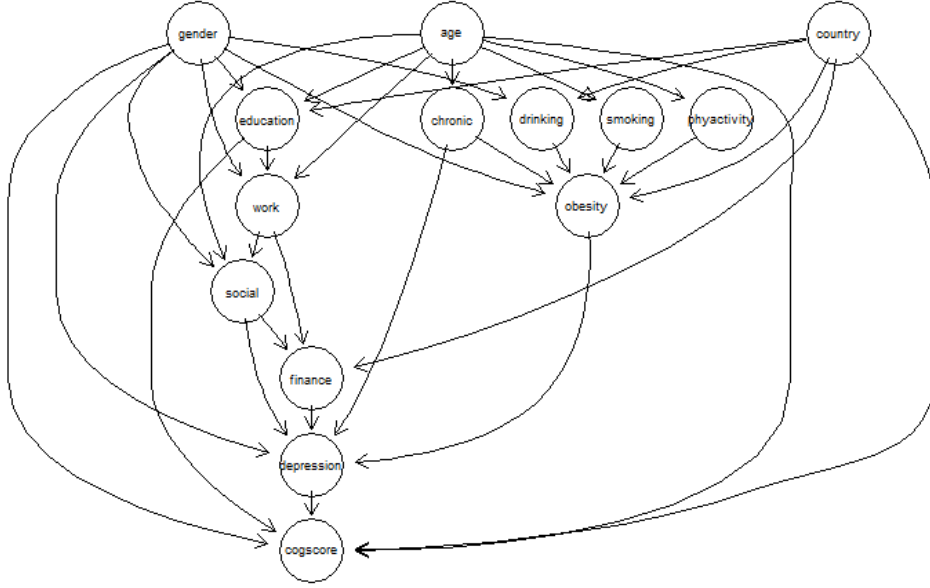 gender
age
country
education
chronic
drinking
smoking
phyactivity
work
obesity
social
finance
depression
cogscore